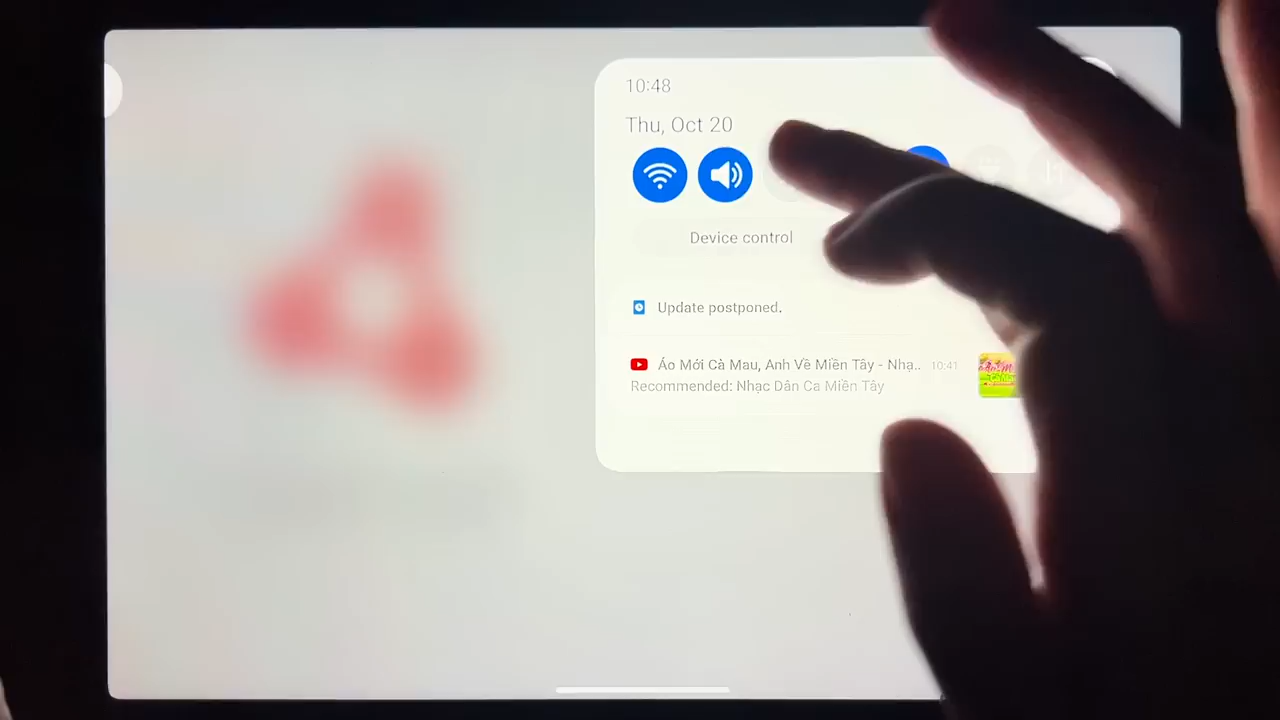 10:48
Thu, Oct 20
Device control
Update postponed.
Áo Mới Cà Mau, Anh Về Miền Tây - Nhạ.. 10:41
Recommended: Nhạc Dân Ca Miền Tây